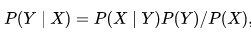 P(Y | X) = P(X | Y)P(Y)/P(X),